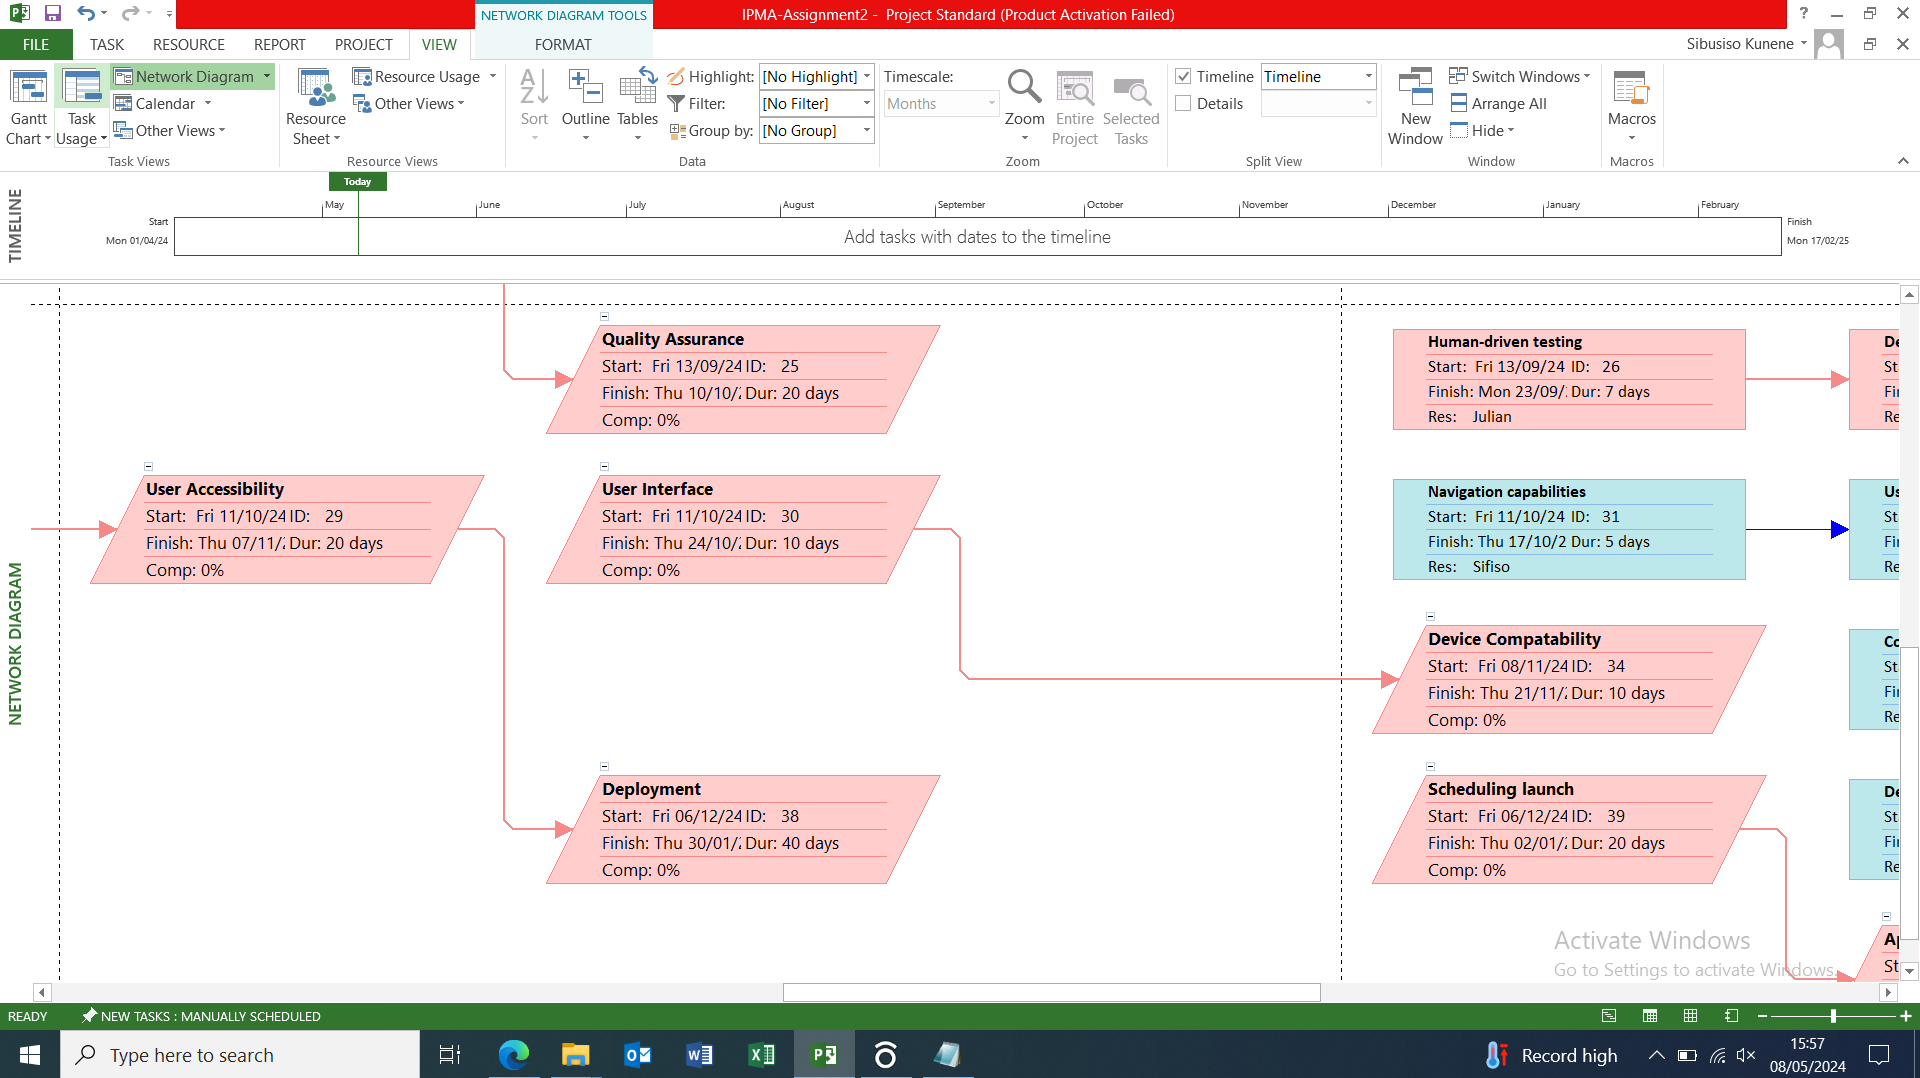 NETWORK DIAGRAM TOOLS
IPMA-Assignment2 - Project Standard (Product Activation Failed)
FILE TASK RESOURCE REPORT PROJECT VIEW FORMAT
Sibusiso Kunene
Gantt Chart
Task Usage
Network Diagram
Calendar
Other Views
Task Views
Resource Sheet
Resource Usage
Other Views
Resource Views
Sort
Outline
Tables
Highlight: [No Highlight]
Filter: [No Filter]
Group by: [No Group]
Data
Timescale:
Months
Zoom
Entire Project
Selected Tasks
Zoom
Timeline Timeline
Details
Split View
New Window
Switch Windows
Arrange All
Hide
Window
Macros
Macros
TIMELINE
Today
May June July August September October November December January February
Start
Mon 01/04/24
Add tasks with dates to the timeline
Finish
Mon 17/02/25
NETWORK DIAGRAM
Quality Assurance
Start: Fri 13/09/24 ID: 25
Finish: Thu 10/10/ Dur: 20 days
Comp: 0%
Human-driven testing
Start: Fri 13/09/24 ID: 26
Finish: Mon 23/09/ Dur: 7 days
Res: Julian
De
St
Fi
Re
User Accessibility
Start: Fri 11/10/24 ID: 29
Finish: Thu 07/11/ Dur: 20 days
Comp: 0%
User Interface
Start: Fri 11/10/24 ID: 30
Finish: Thu 24/10/ Dur: 10 days
Comp: 0%
Navigation capabilities
Start: Fri 11/10/24 ID: 31
Finish: Thu 17/10/2 Dur: 5 days
Res: Sifiso
Us
St
Fi
Re
Device Compatability
Start: Fri 08/11/24 ID: 34
Finish: Thu 21/11/ Dur: 10 days
Comp: 0%
Co
St
Fi
Re
Deployment
Start: Fri 06/12/24 ID: 38
Finish: Thu 30/01/ Dur: 40 days
Comp: 0%
Scheduling launch
Start: Fri 06/12/24 ID: 39
Finish: Thu 02/01/ Dur: 20 days
Comp: 0%
De
St
Fi
Re
Ap
St
Activate Windows
Go to Settings to activate Windows.
READY NEW TASKS : MANUALLY SCHEDULED
Type here to search
Record high
15:57
08/05/2024